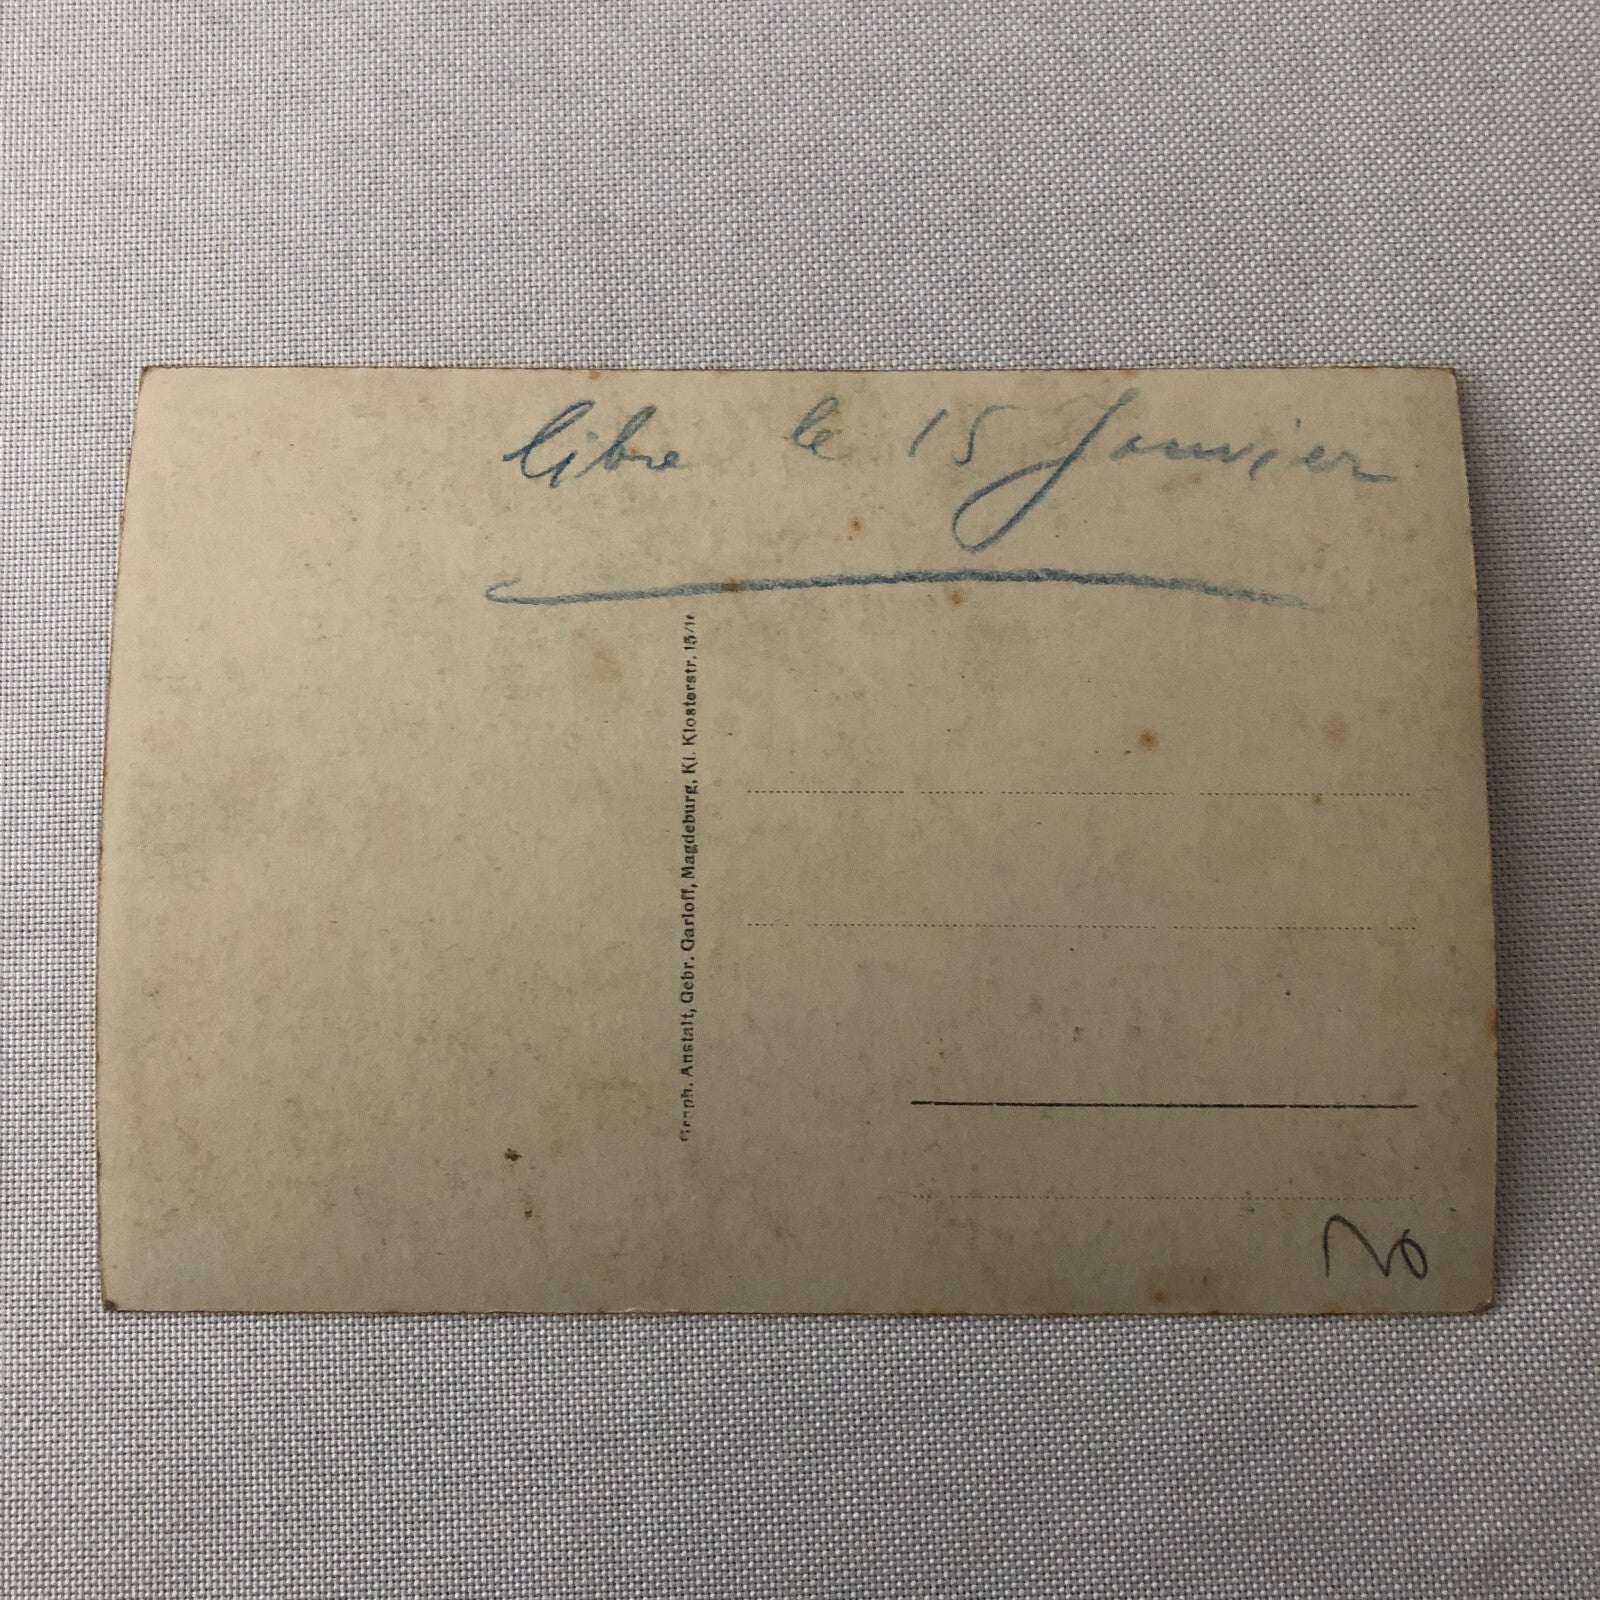 libre le 15 Janvier
Graph. Anstalt, Gebr. Garloff, Magdeburg, Kl. Klosterstr. 15/16